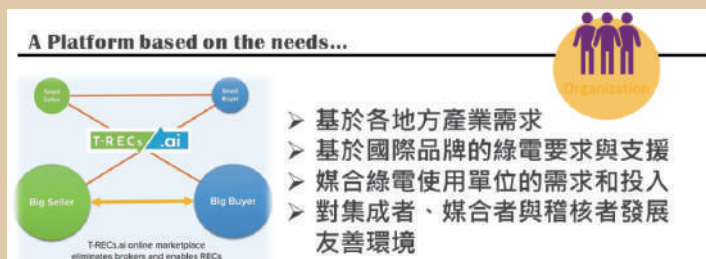 A Platform based on the needs...
Organization
Small
Seller
Small
Buyer
T-RECs.ai
Big Seller
Big Buyer
T-RECs.ai online marketplace
eliminates brokers and enables RECs
➢ 基於各地方產業需求
➢ 基於國際品牌的綠電要求與支援
➢ 媒合綠電使用單位的需求和投入
➢ 對集成者、媒合者與稽核者發展
友善環境